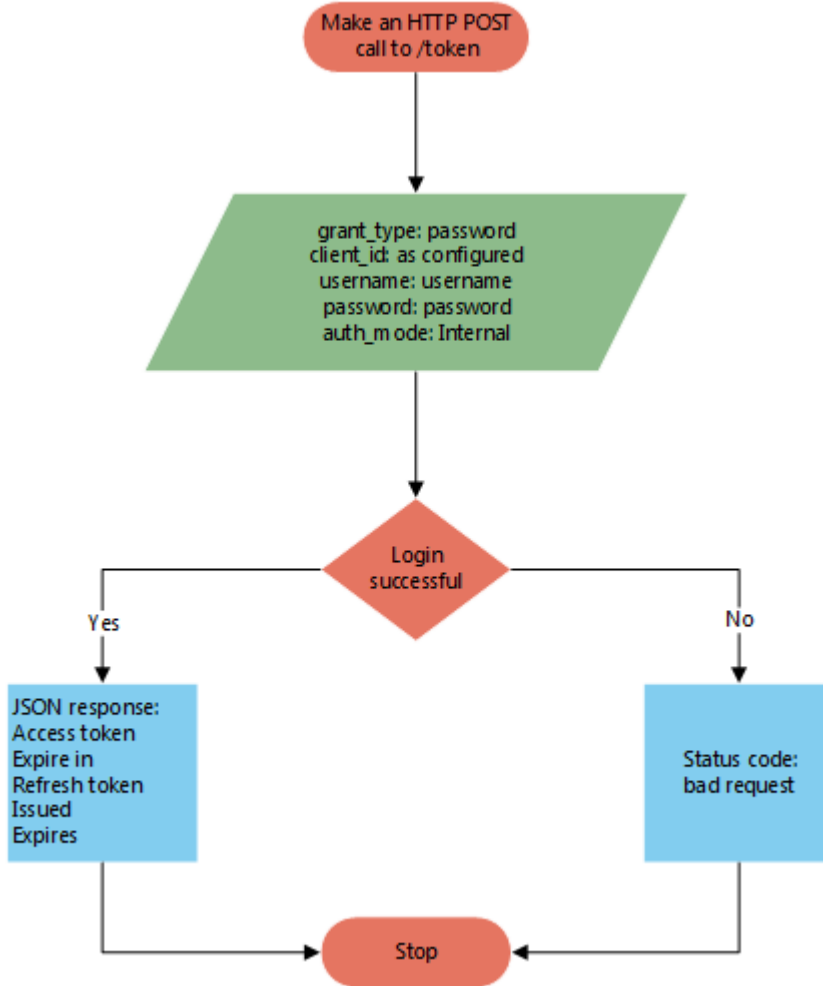 Make an HTTP POST
call to /token
grant_type: password
client_id: as configured
username: username
password: password
auth_mode: Internal
Login
successful
Yes
No
JSON response:
Access token
Expire in
Refresh token
Issued
Expires
Status code:
bad request
Stop